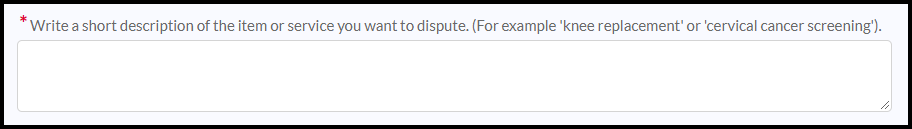 *Write a short description of the item or service you want to dispute. (For example 'knee replacement' or 'cervical cancer screening').